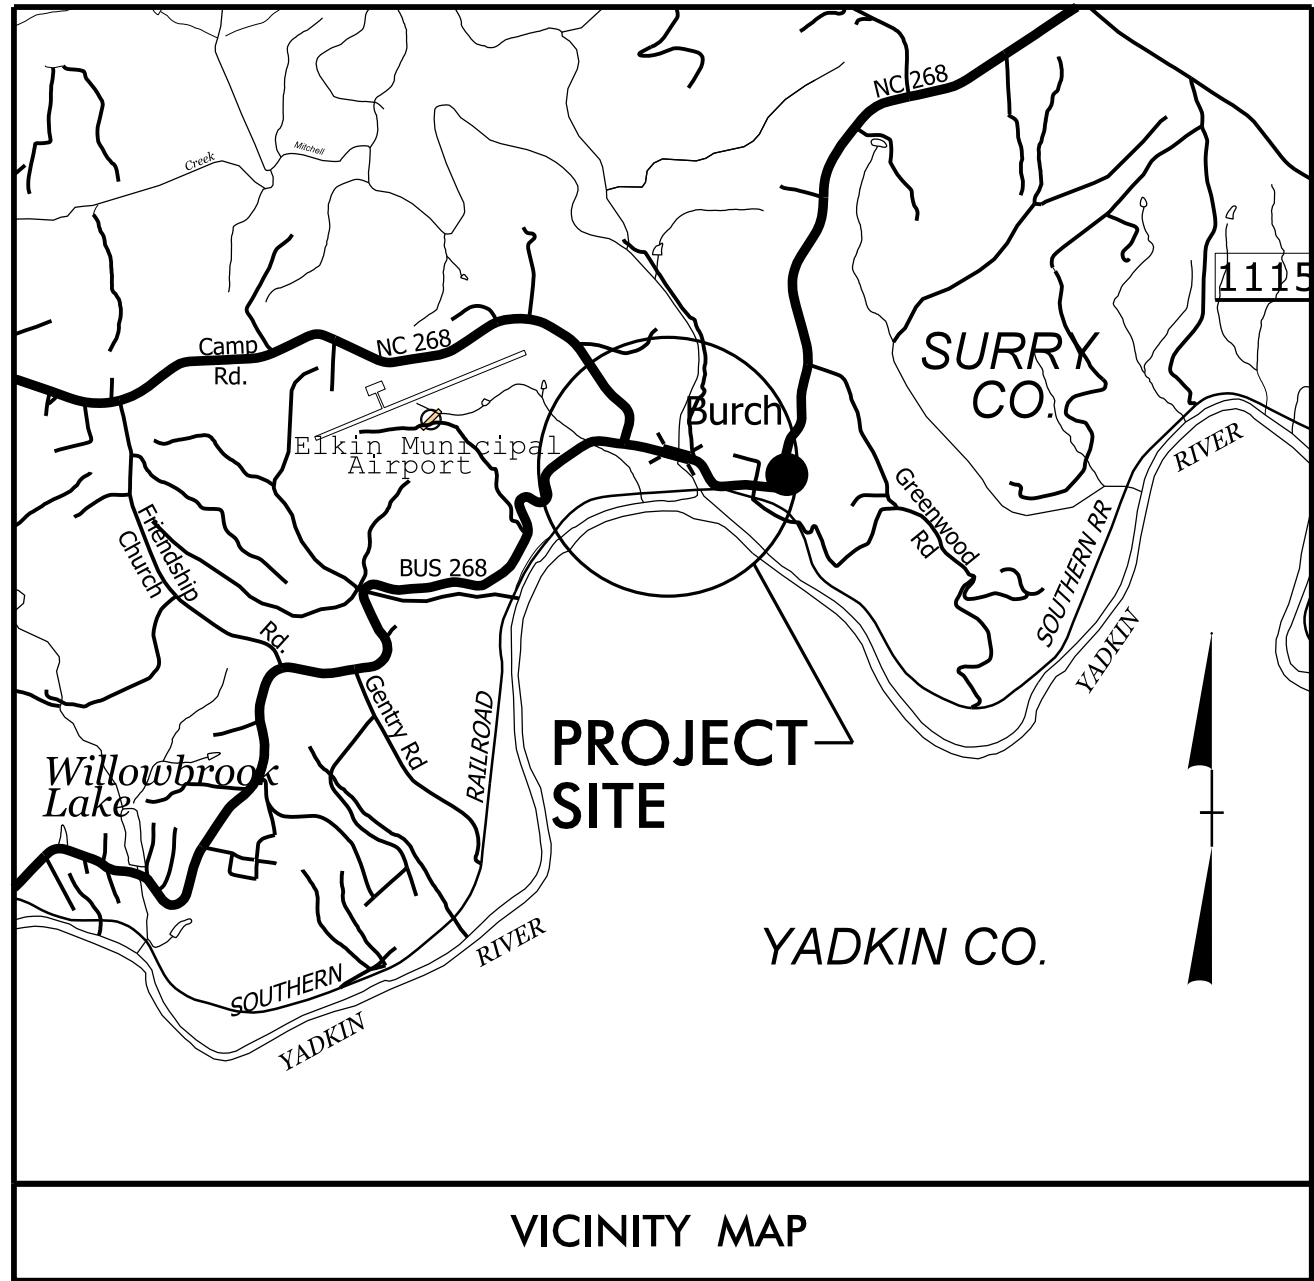 NC 268
Mitchell
Creek
1115
SURRY
CO.
Camp
Rd.
NC 268
Burch
Elkin Municipal
Airport
RIVER
Greenwood
Rd
SOUTHERN RR
Friendship
Church
Rd.
BUS 268
YADKIN
Gentry Rd
RAILROAD
PROJECT
SITE
Willowbrook
Lake
YADKIN CO.
RIVER
SOUTHERN
YADKIN
VICINITY MAP